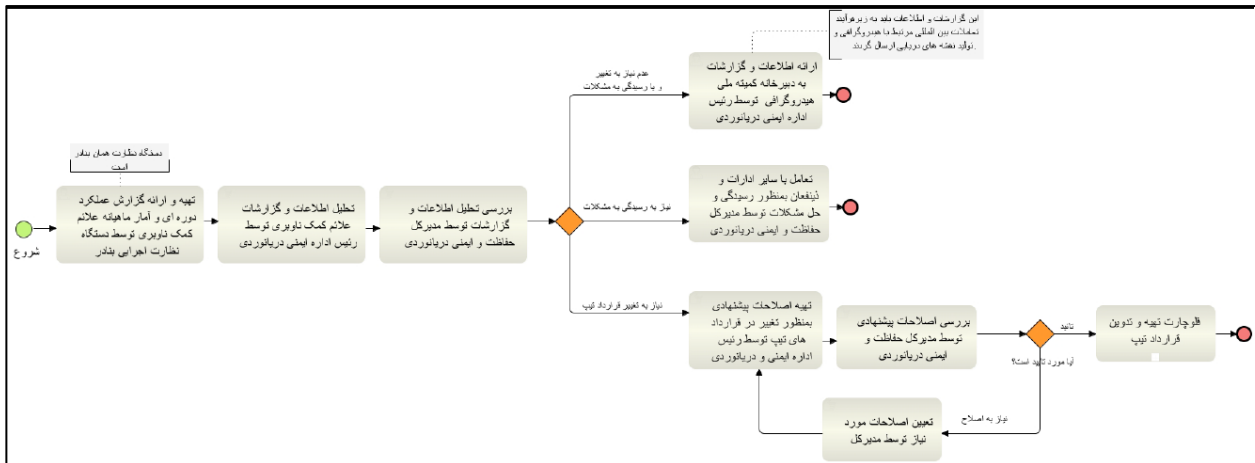 شروع
دستگاه نظارت همان بنادر
است
تهیه و ارائه گزارش عملکرد
دوره ای و آمار ماهیانه علائم
کمک ناوبری توسط دستگاه
نظارت اجرایی بنادر
تحلیل اطلاعات و گزارشات
علائم کمک ناوبری توسط
رئیس اداره ایمنی دریانوردی
بررسی تحلیل اطلاعات و
گزارشات توسط مدیرکل
حفاظت و ایمنی دریانوردی
عدم نیاز به تغییر
و یا رسیدگی به مشکلات
این گزارشات و اطلاعات باید به زیرفرآیند
تعاملات بین المللی مرتبط با هیدروگرافی و
تولید نقشه های دریایی ارسال گردند.
ارائه اطلاعات و گزارشات
به دبیرخانه کمیته ملی
هیدروگرافی توسط رئیس
اداره ایمنی دریانوردی
نیاز به رسیدگی به مشکلات
تعامل با سایر ادارات و
ذینفعان بمنظور رسیدگی و
حل مشکلات توسط مدیرکل
حفاظت و ایمنی دریانوردی
نیاز به تغییر قرارداد تیپ
تهیه اصلاحات پیشنهادی
بمنظور تغییر در قرارداد
های تیپ توسط رئیس
اداره ایمنی و دریانوردی
بررسی اصلاحات پیشنهادی
توسط مدیرکل حفاظت و
ایمنی دریانوردی
آیا مورد تایید است؟
تائید
فلوچارت تهیه و تدوین
قرارداد تیپ
نیاز به اصلاح
تعیین اصلاحات مورد
نیاز توسط مدیرکل